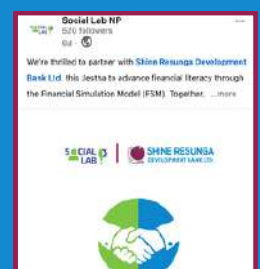 Social Lab NP
520 followers
6d
We're thrilled to partner with Shine Resunga Development
Bank Ltd this Jestha to advance financial literacy through
the Financial Simulation Model (FSM). Together, ...more
SOCIAL
LAB
SHINE RESUNGA
DEVELOPMENT BANK LTD.